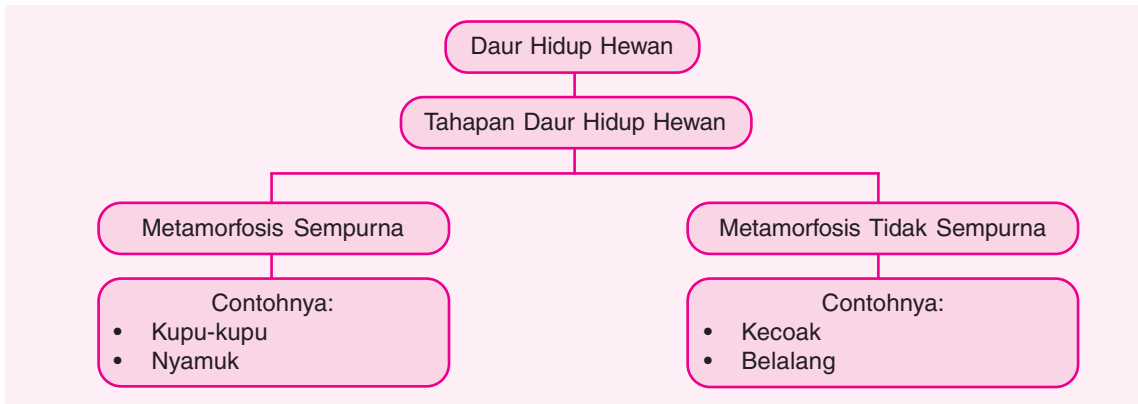 Daur Hidup Hewan
Tahapan Daur Hidup Hewan
Metamorfosis Sempurna
Metamorfosis Tidak Sempurna
Contohnya:
• Kupu-kupu
• Nyamuk
Contohnya:
• Kecoak
• Belalang